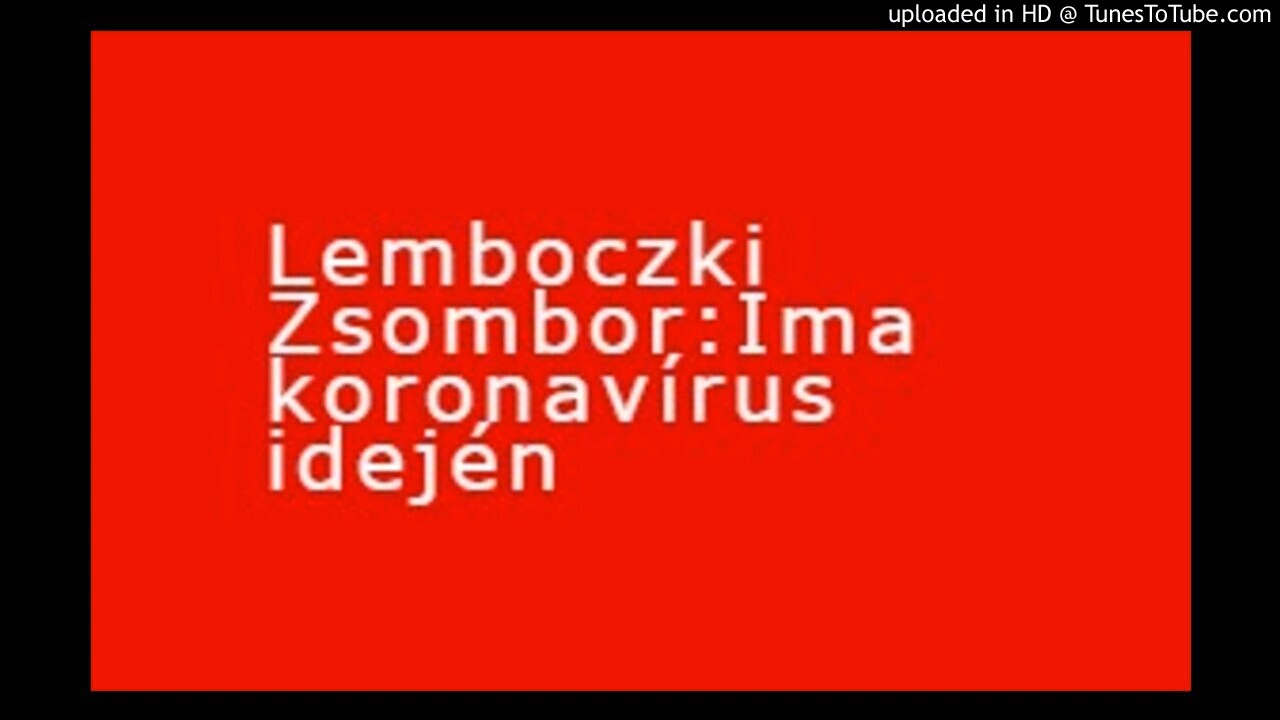 uploaded in HD @ TunesToTube.com
Lemboczki
Zsombor:Ima
koronavírus
idején